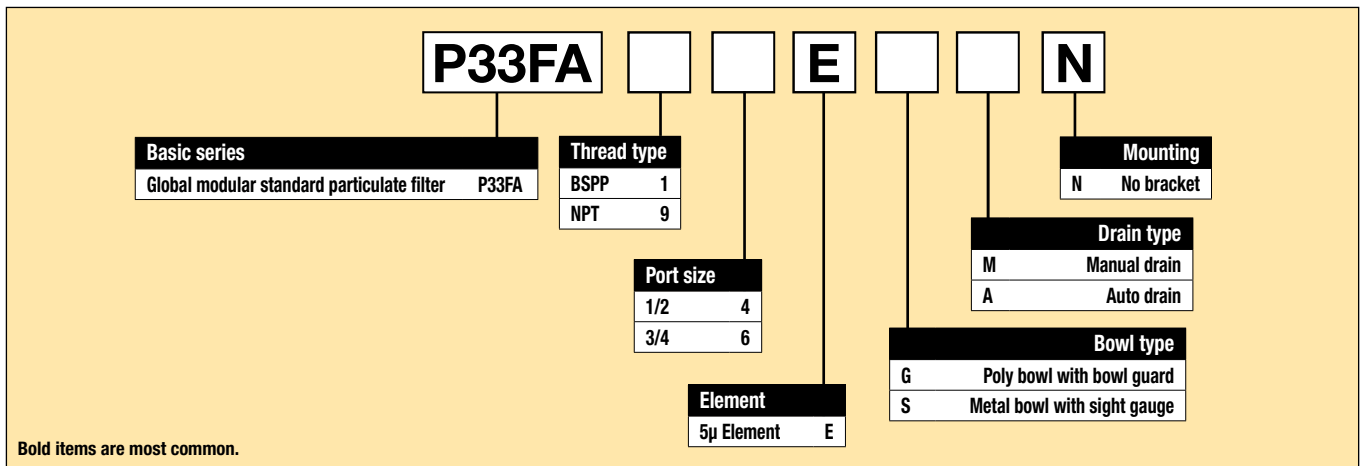 P33FA E N
Basic series
Global modular standard particulate filter P33FA
Thread type
BSPP 1
NPT 9
Mounting
N No bracket
Drain type
M Manual drain
A Auto drain
Port size
1/2 4
3/4 6
Bowl type
G Poly bowl with bowl guard
S Metal bowl with sight gauge
Element
5μ Element E
Bold items are most common.